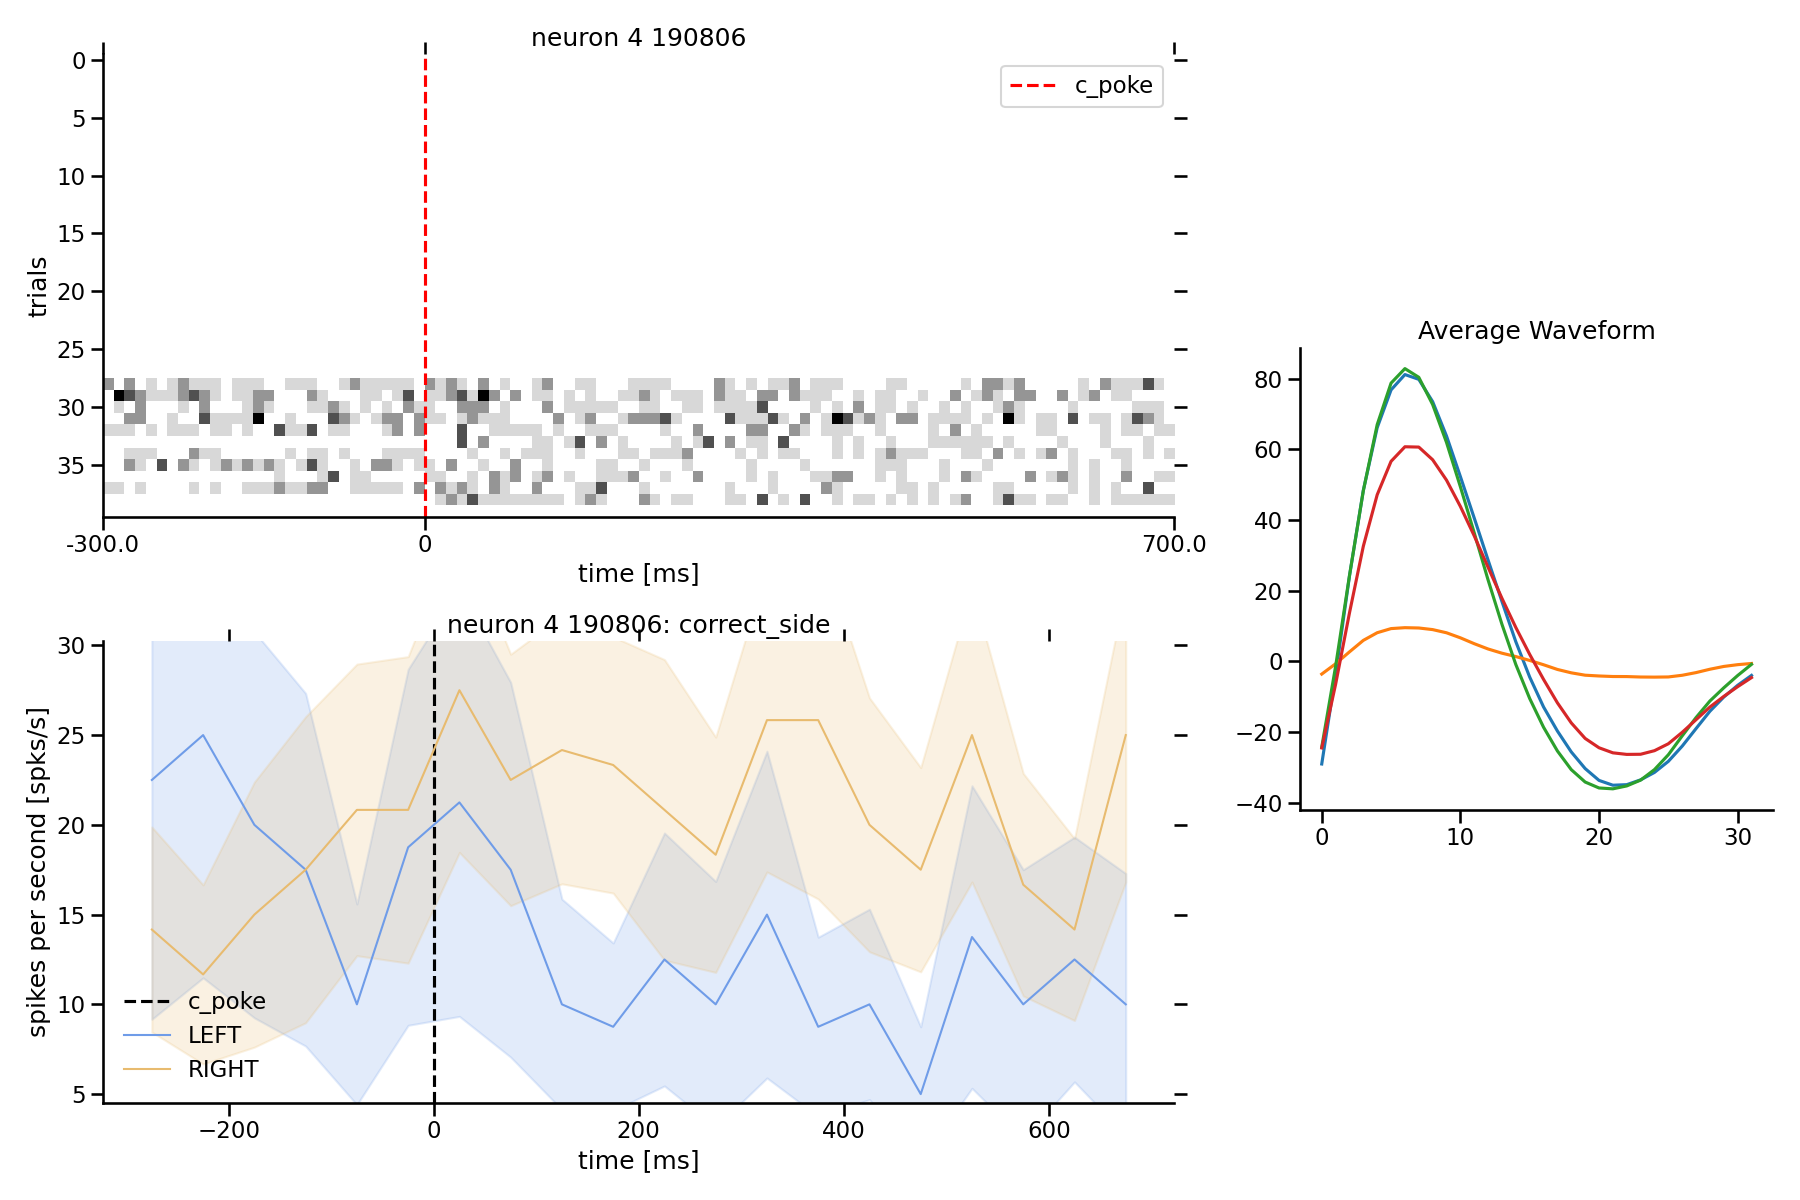 neuron 4 190806
0
5
10
15
20
25
30
35
trials
c_poke
-300.0 0 700.0
time [ms]
neuron 4 190806: correct_side
30
25
20
15
10
5
spikes per second [spks/s]
c_poke
LEFT
RIGHT
−200 0 200 400 600
time [ms]
Average Waveform
80
60
40
20
0
−20
−40
0 10 20 30